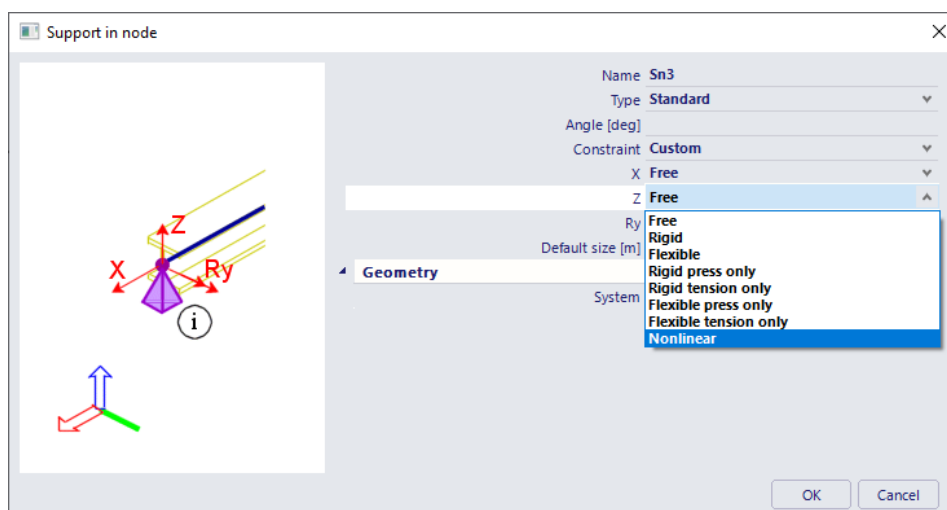 Support in node
Name Sn3
Type Standard
Angle [deg]
Constraint Custom
X Free
Z Free
Ry
Free
Rigid
Flexible
Rigid press only
Rigid tension only
Flexible press only
Flexible tension only
Nonlinear
Default size [m]
Geometry
System
Z
X
Ry
i
OK
Cancel